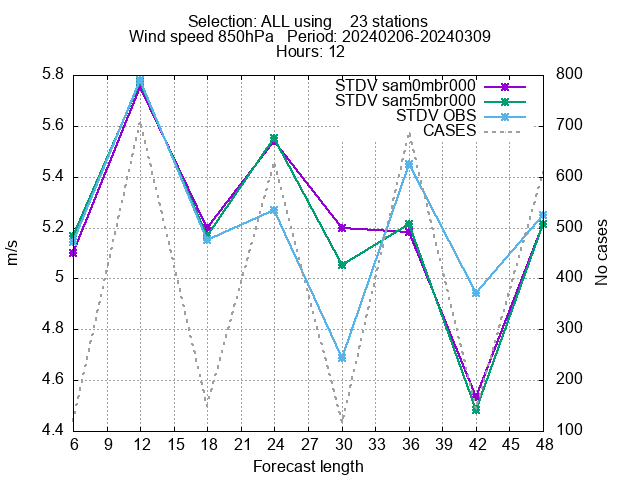 Selection: ALL using    23 stations
Wind speed 850hPa   Period: 20240206-20240309
Hours: 12
STDV sam0mbr000
STDV sam5mbr000
STDV OBS
CASES
5.8
5.6
5.4
5.2
5
4.8
4.6
4.4
m/s
800
700
600
500
400
300
200
100
No cases
6 9 12 15 18 21 24 27 30 33 36 39 42 45 48
Forecast length